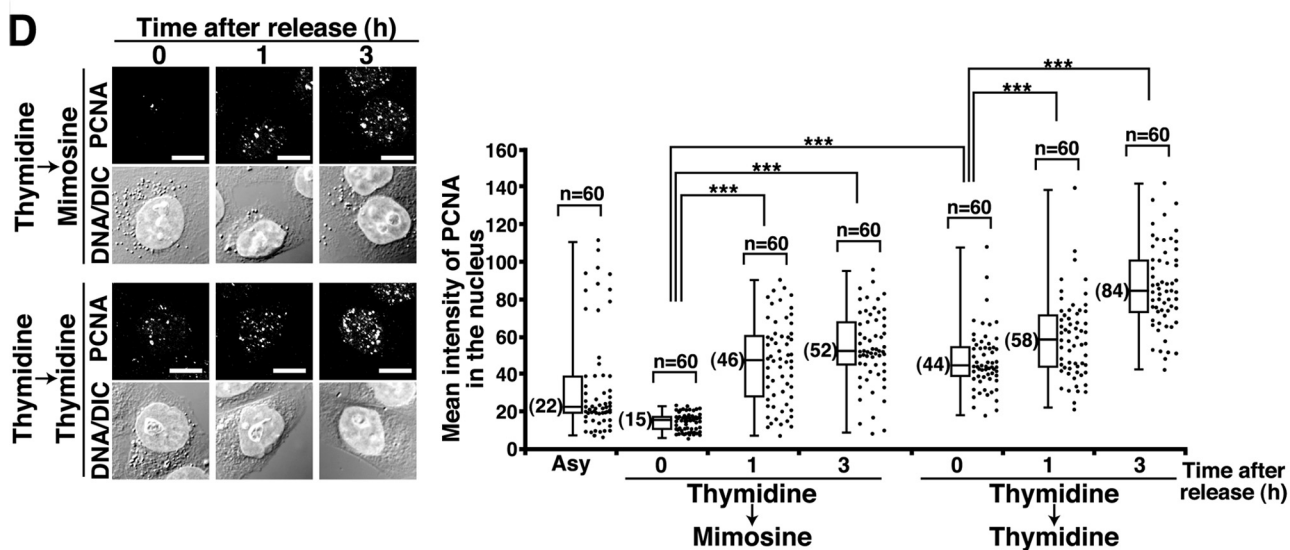 D
Time after release (h)
0 1 3
Thymidine → Mimosine
PCNA
DNA/DIC
Thymidine → Thymidine
PCNA
DNA/DIC
Mean intensity of PCNA
in the nucleus
160
140
120
100
80
60
40
20
0
n=60
(22)
n=60
(15)
n=60
(46)
n=60
(52)
n=60
(44)
n=60
(58)
n=60
(84)
***
***
***
***
***
Asy 0 1 3 0 1 3
Time after
release (h)
Thymidine
↓
Mimosine
Thymidine
↓
Thymidine